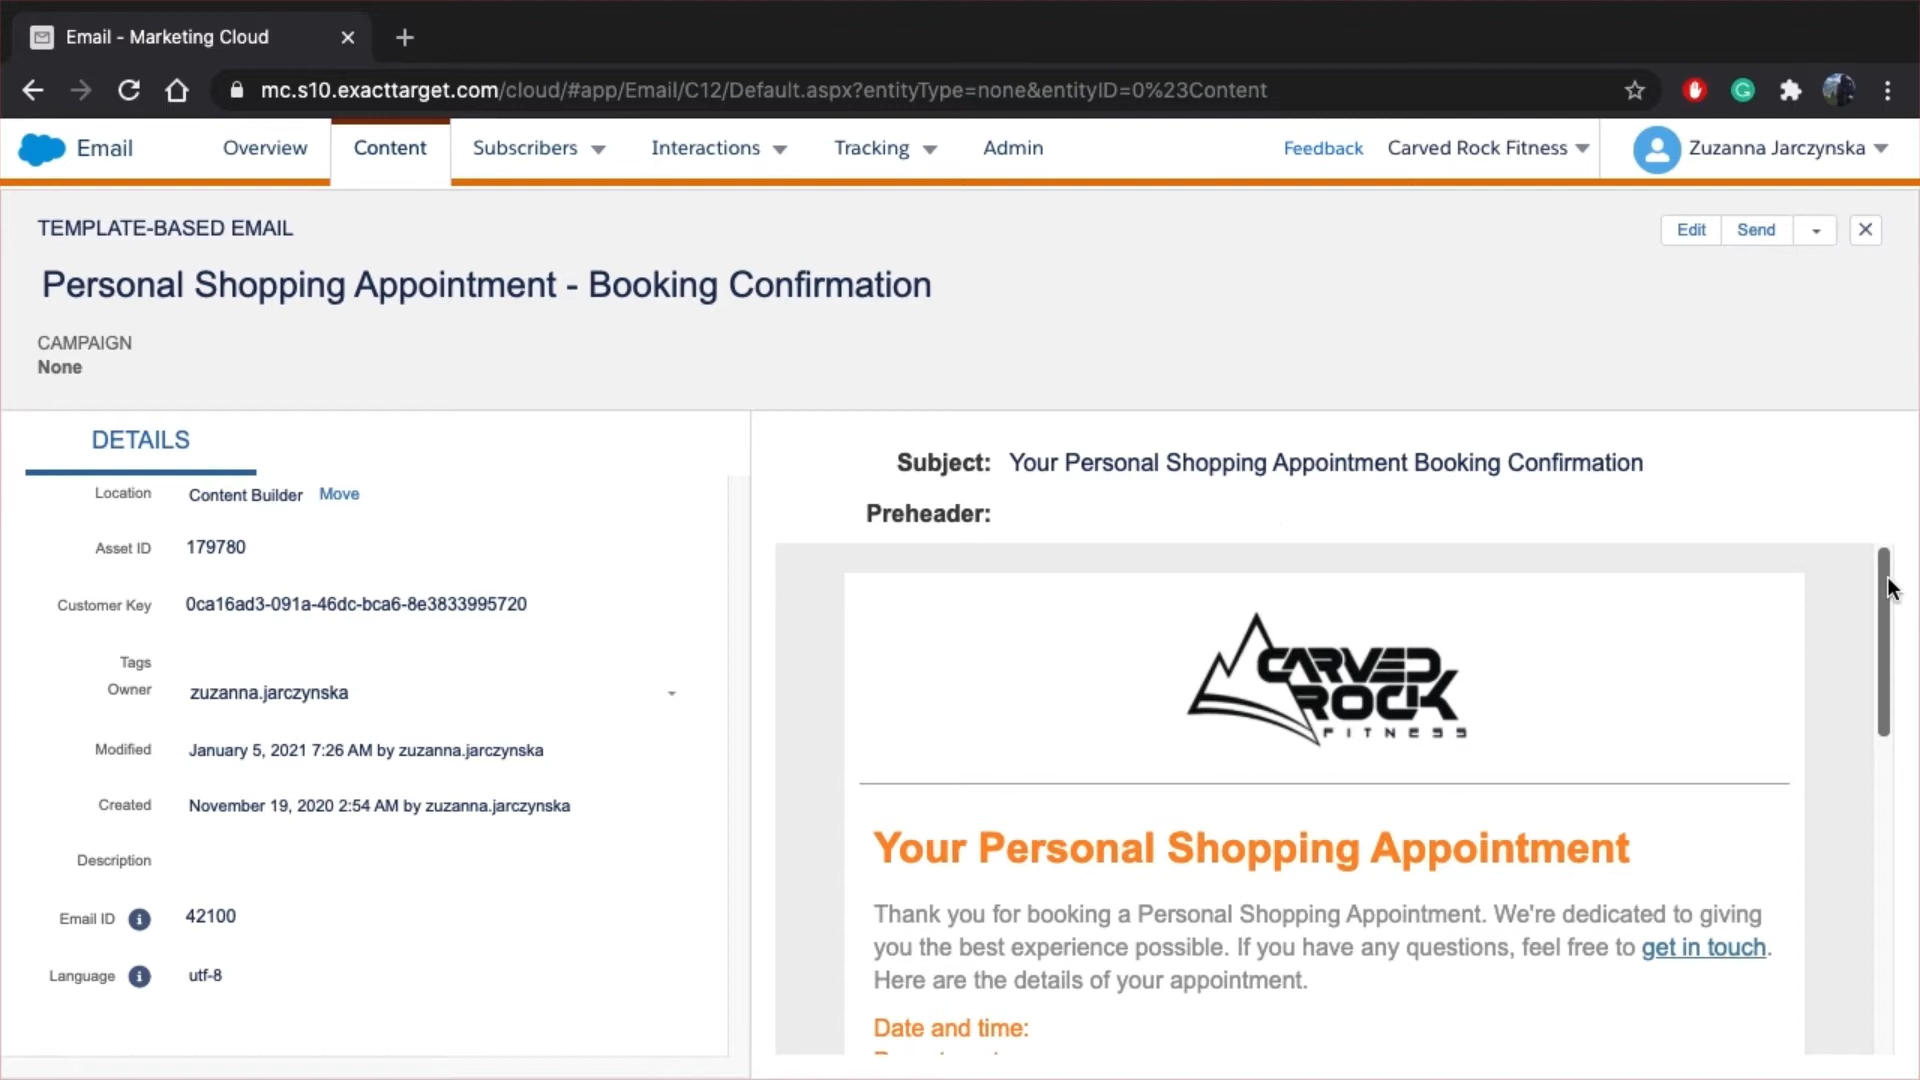 Email - Marketing Cloud
mc.s10.exacttarget.com/cloud/#app/Email/C12/Default.aspx?entityType=none&entityID=0%23Content
Email Overview Content Subscribers Interactions Tracking Admin Feedback Carved Rock Fitness Zuzanna Jarczynska
TEMPLATE-BASED EMAIL
Edit Send
Personal Shopping Appointment - Booking Confirmation
CAMPAIGN
None
DETAILS
Location Content Builder Move
Asset ID 179780
Customer Key 0ca16ad3-091a-46dc-bca6-8e3833995720
Tags
Owner zuzanna.jarczynska
Modified January 5, 2021 7:26 AM by zuzanna.jarczynska
Created November 19, 2020 2:54 AM by zuzanna.jarczynska
Description
Email ID 42100
Language utf-8
Subject: Your Personal Shopping Appointment Booking Confirmation
Preheader:
CARVED
ROCK
FITNESS
Your Personal Shopping Appointment
Thank you for booking a Personal Shopping Appointment. We're dedicated to giving
you the best experience possible. If you have any questions, feel free to get in touch.
Here are the details of your appointment.
Date and time: